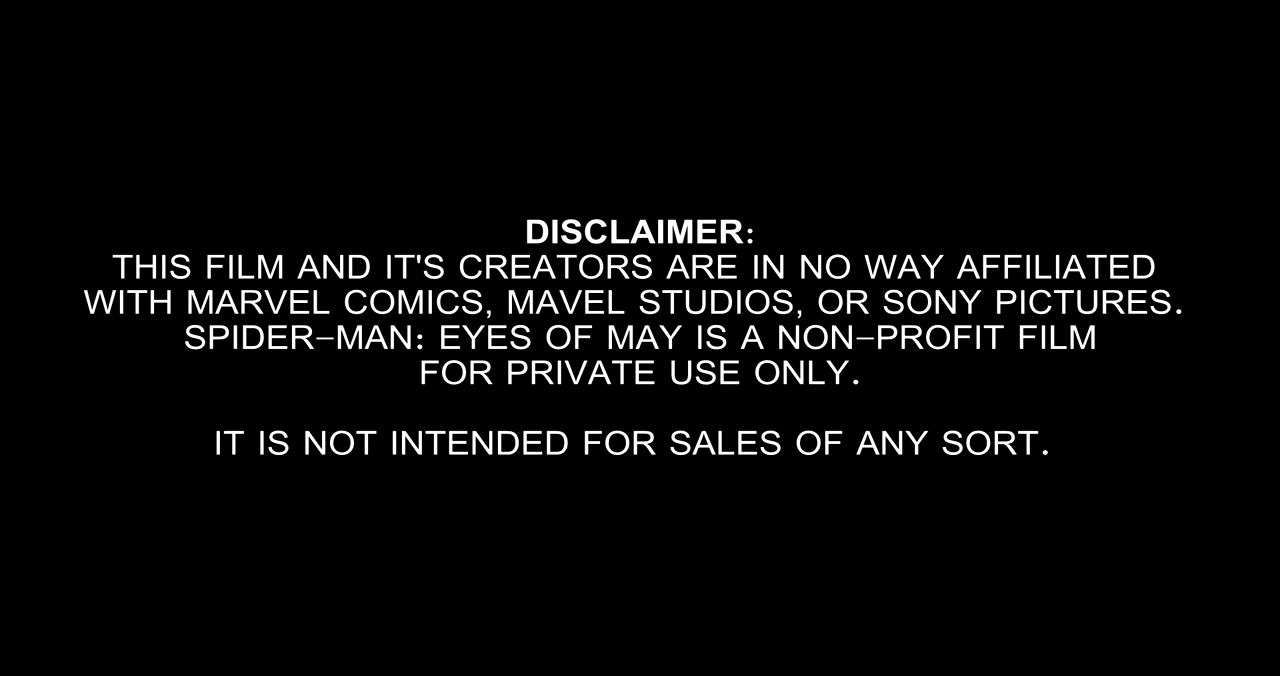 DISCLAIMER:
THIS FILM AND IT'S CREATORS ARE IN NO WAY AFFILIATED
WITH MARVEL COMICS, MAVEL STUDIOS, OR SONY PICTURES.
SPIDER-MAN: EYES OF MAY IS A NON-PROFIT FILM
FOR PRIVATE USE ONLY.
IT IS NOT INTENDED FOR SALES OF ANY SORT.